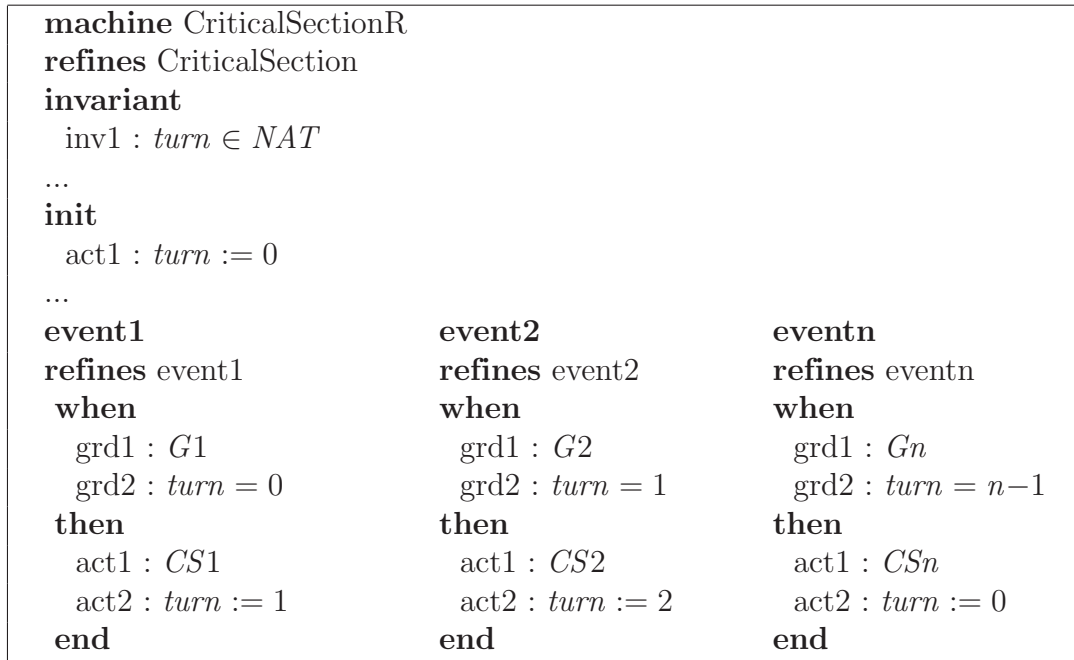 machine CriticalSectionR
refines CriticalSection
invariant
inv1 : turn ∈ NAT
...
init
act1 : turn := 0
...
event1 event2 eventn
refines event1 refines event2 refines eventn
when when when
grd1 : G1 grd1 : G2 grd1 : Gn
grd2 : turn = 0 grd2 : turn = 1 grd2 : turn = n−1
then then then
act1 : CS1 act1 : CS2 act1 : CSn
act2 : turn := 1 act2 : turn := 2 act2 : turn := 0
end end end